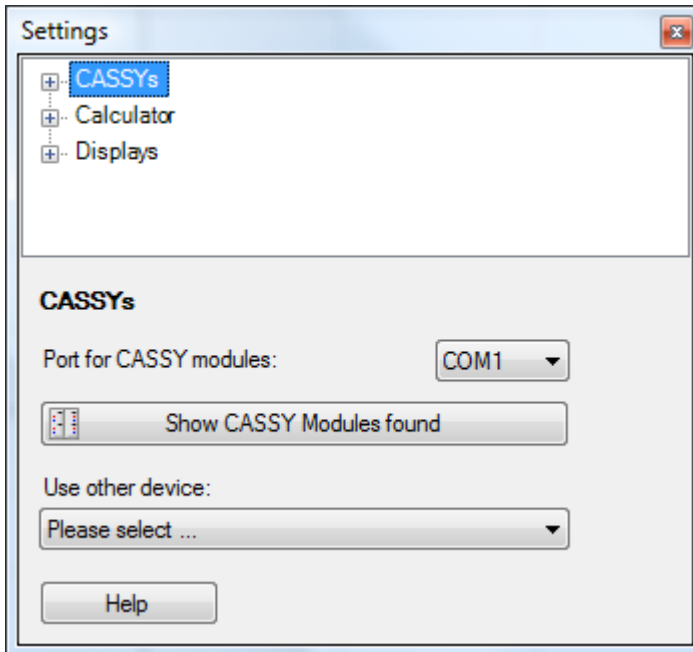 Settings
CASSYs
Calculator
Displays
CASSYs
Port for CASSY modules: COM1
Show CASSY Modules found
Use other device:
Please select ...
Help